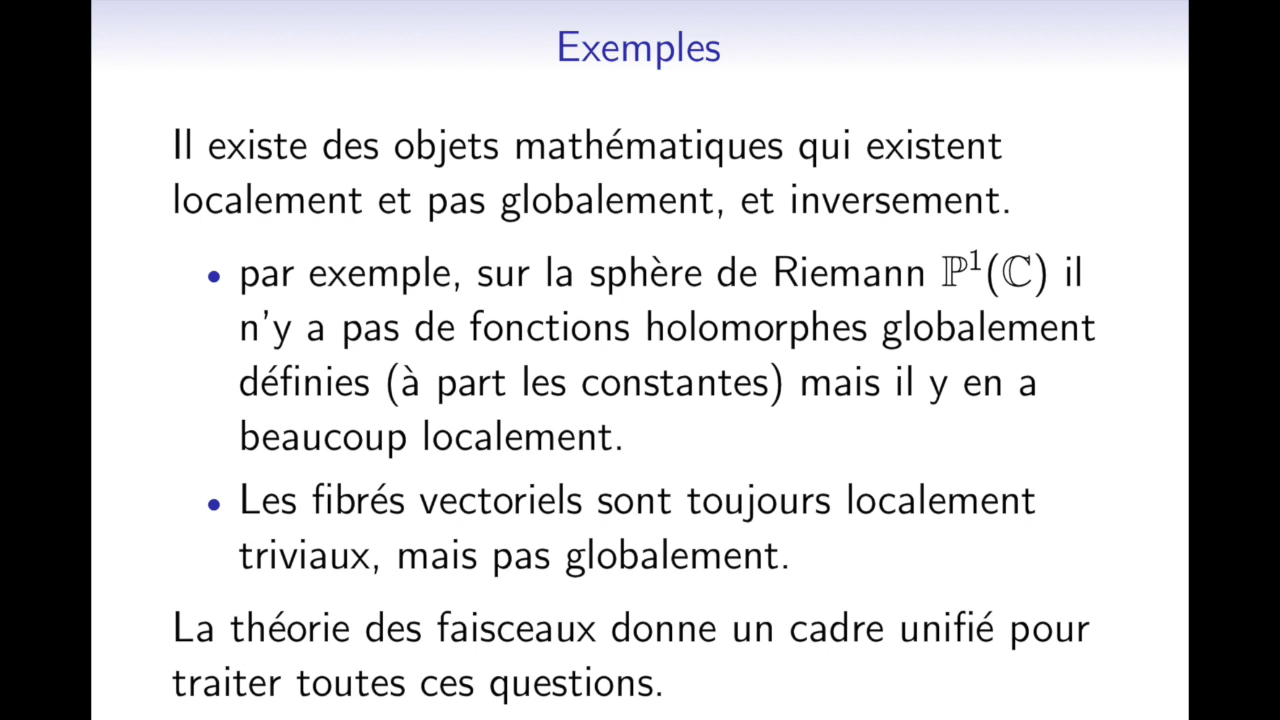 Exemples
Il existe des objets mathématiques qui existent
localement et pas globalement, et inversement.
• par exemple, sur la sphère de Riemann ℙ¹(ℂ) il
n'y a pas de fonctions holomorphes globalement
définies (à part les constantes) mais il y en a
beaucoup localement.
• Les fibrés vectoriels sont toujours localement
triviaux, mais pas globalement.
La théorie des faisceaux donne un cadre unifié pour
traiter toutes ces questions.